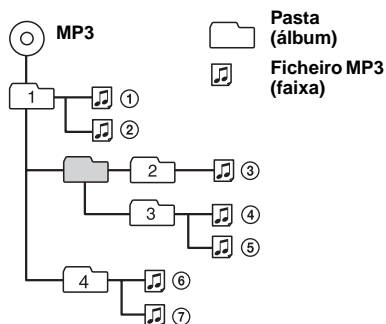 MP3
Pasta
(álbum)
Ficheiro MP3
(faixa)
1
①
②
2
③
3
④
⑤
4
⑥
⑦